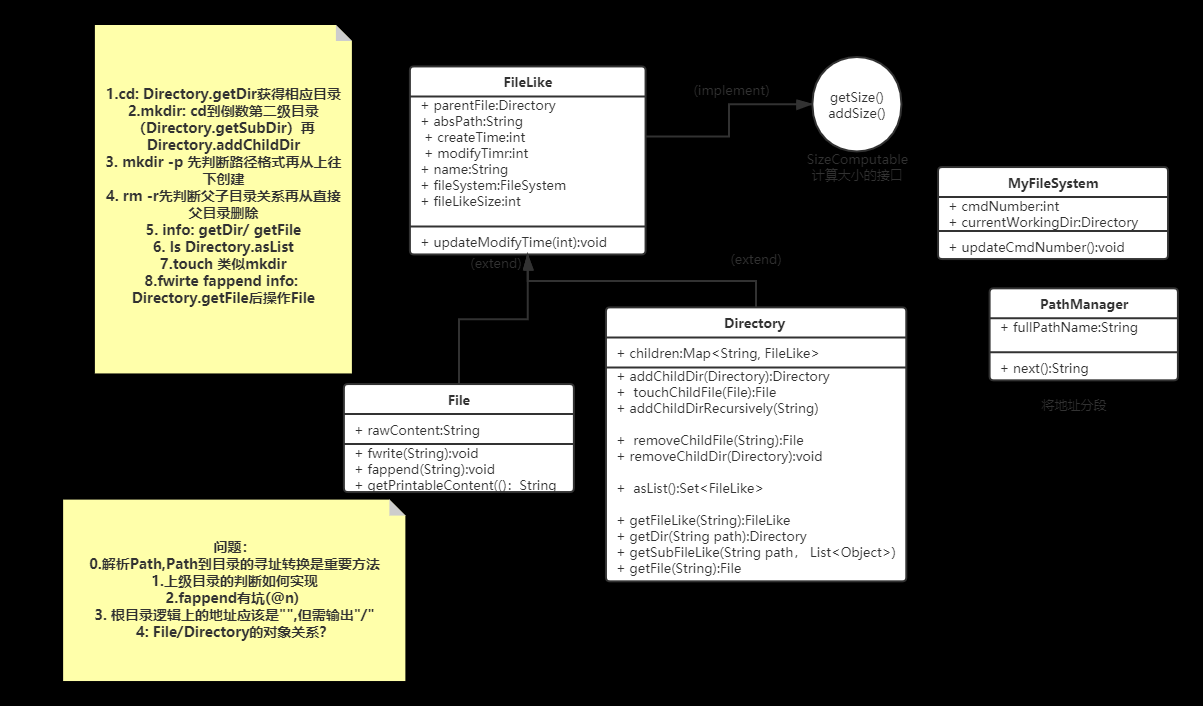 1.cd: Directory.getDir获得相应目录
2.mkdir: cd到倒数第二级目录
（Directory.getSubDir）再
Directory.addChildDir
3. mkdir -p 先判断路径格式再从上往
下创建
4. rm -r先判断父子目录关系再从直接
父目录删除
5. info: getDir/ getFile
6. ls Directory.asList
7.touch 类似mkdir
8.fwirte fappend info:
Directory.getFile后操作File
FileLike
+ parentFile:Directory
+ absPath:String
+ createTime:int
+ modifyTimr:int
+ name:String
+ fileSystem:FileSystem
+ fileLikeSize:int
+ updateModifyTime(int):void
(implement)
getSize()
addSize()
SizeComputable
计算大小的接口
MyFileSystem
+ cmdNumber:int
+ currentWorkingDir:Directory
+ updateCmdNumber():void
(extend)
(extend)
PathManager
+ fullPathName:String
+ next():String
将地址分段
Directory
+ children:Map<String, FileLike>
+ addChildDir(Directory):Directory
+ touchChildFile(File):File
+ addChildDirRecursively(String)
+ removeChildFile(String):File
+ removeChildDir(Directory):void
+ asList():Set<FileLike>
+ getFileLike(String):FileLike
+ getDir(String path):Directory
+ getSubFileLike(String path， List<Object>)
+ getFile(String):File
File
+ rawContent:String
+ fwrite(String):void
+ fappend(String):void
+ getPrintableContent(()：String
问题：
0.解析Path,Path到目录的寻址转换是重要方法
1.上级目录的判断如何实现
2.fappend有坑(@n)
3. 根目录逻辑上的地址应该是"",但需输出"/"
4: File/Directory的对象关系？